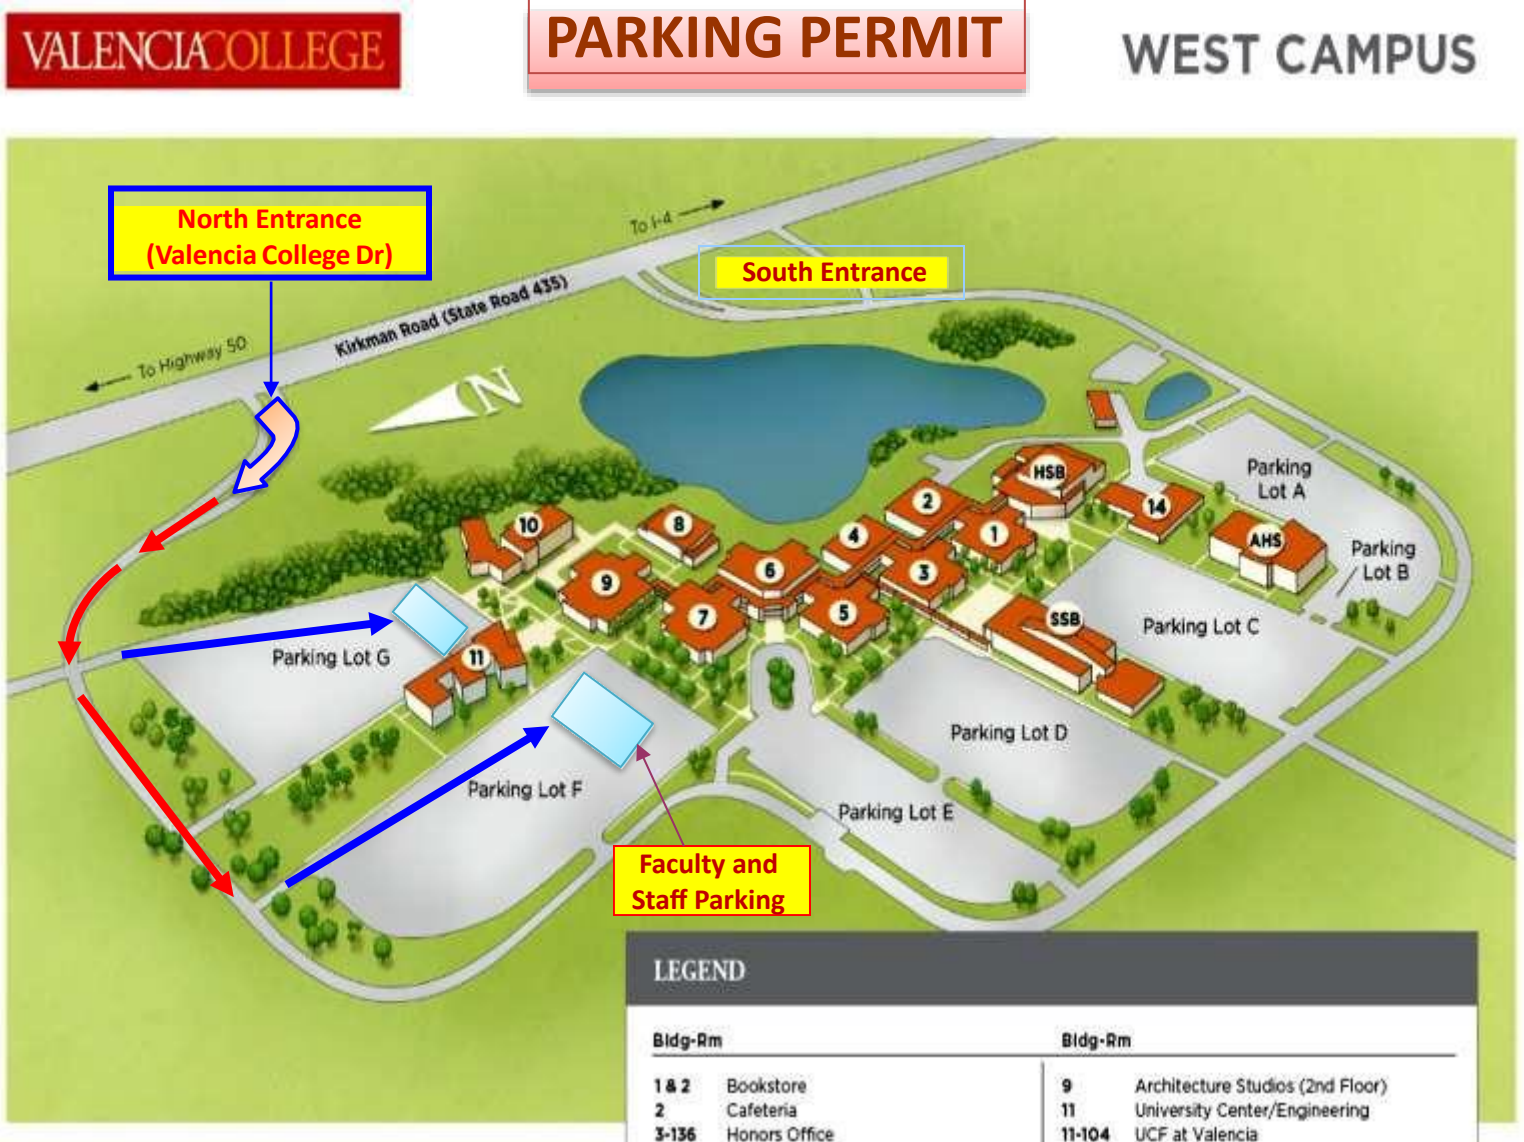 VALENCIACOLLEGE
PARKING PERMIT
WEST CAMPUS
North Entrance
(Valencia College Dr)
To I-4
South Entrance
Kirkman Road (State Road 435)
To Highway 50
N
HSB
Parking
Lot A
2
14
10
8
4
1
AHS
Parking
Lot B
9
6
3
7
5
SSB
Parking Lot C
Parking Lot G
11
Parking Lot D
Parking Lot F
Parking Lot E
Faculty and
Staff Parking
LEGEND
Bldg-Rm
1 & 2 Bookstore
2 Cafeteria
3-136 Honors Office
Bldg-Rm
9 Architecture Studios (2nd Floor)
11 University Center/Engineering
11-104 UCF at Valencia